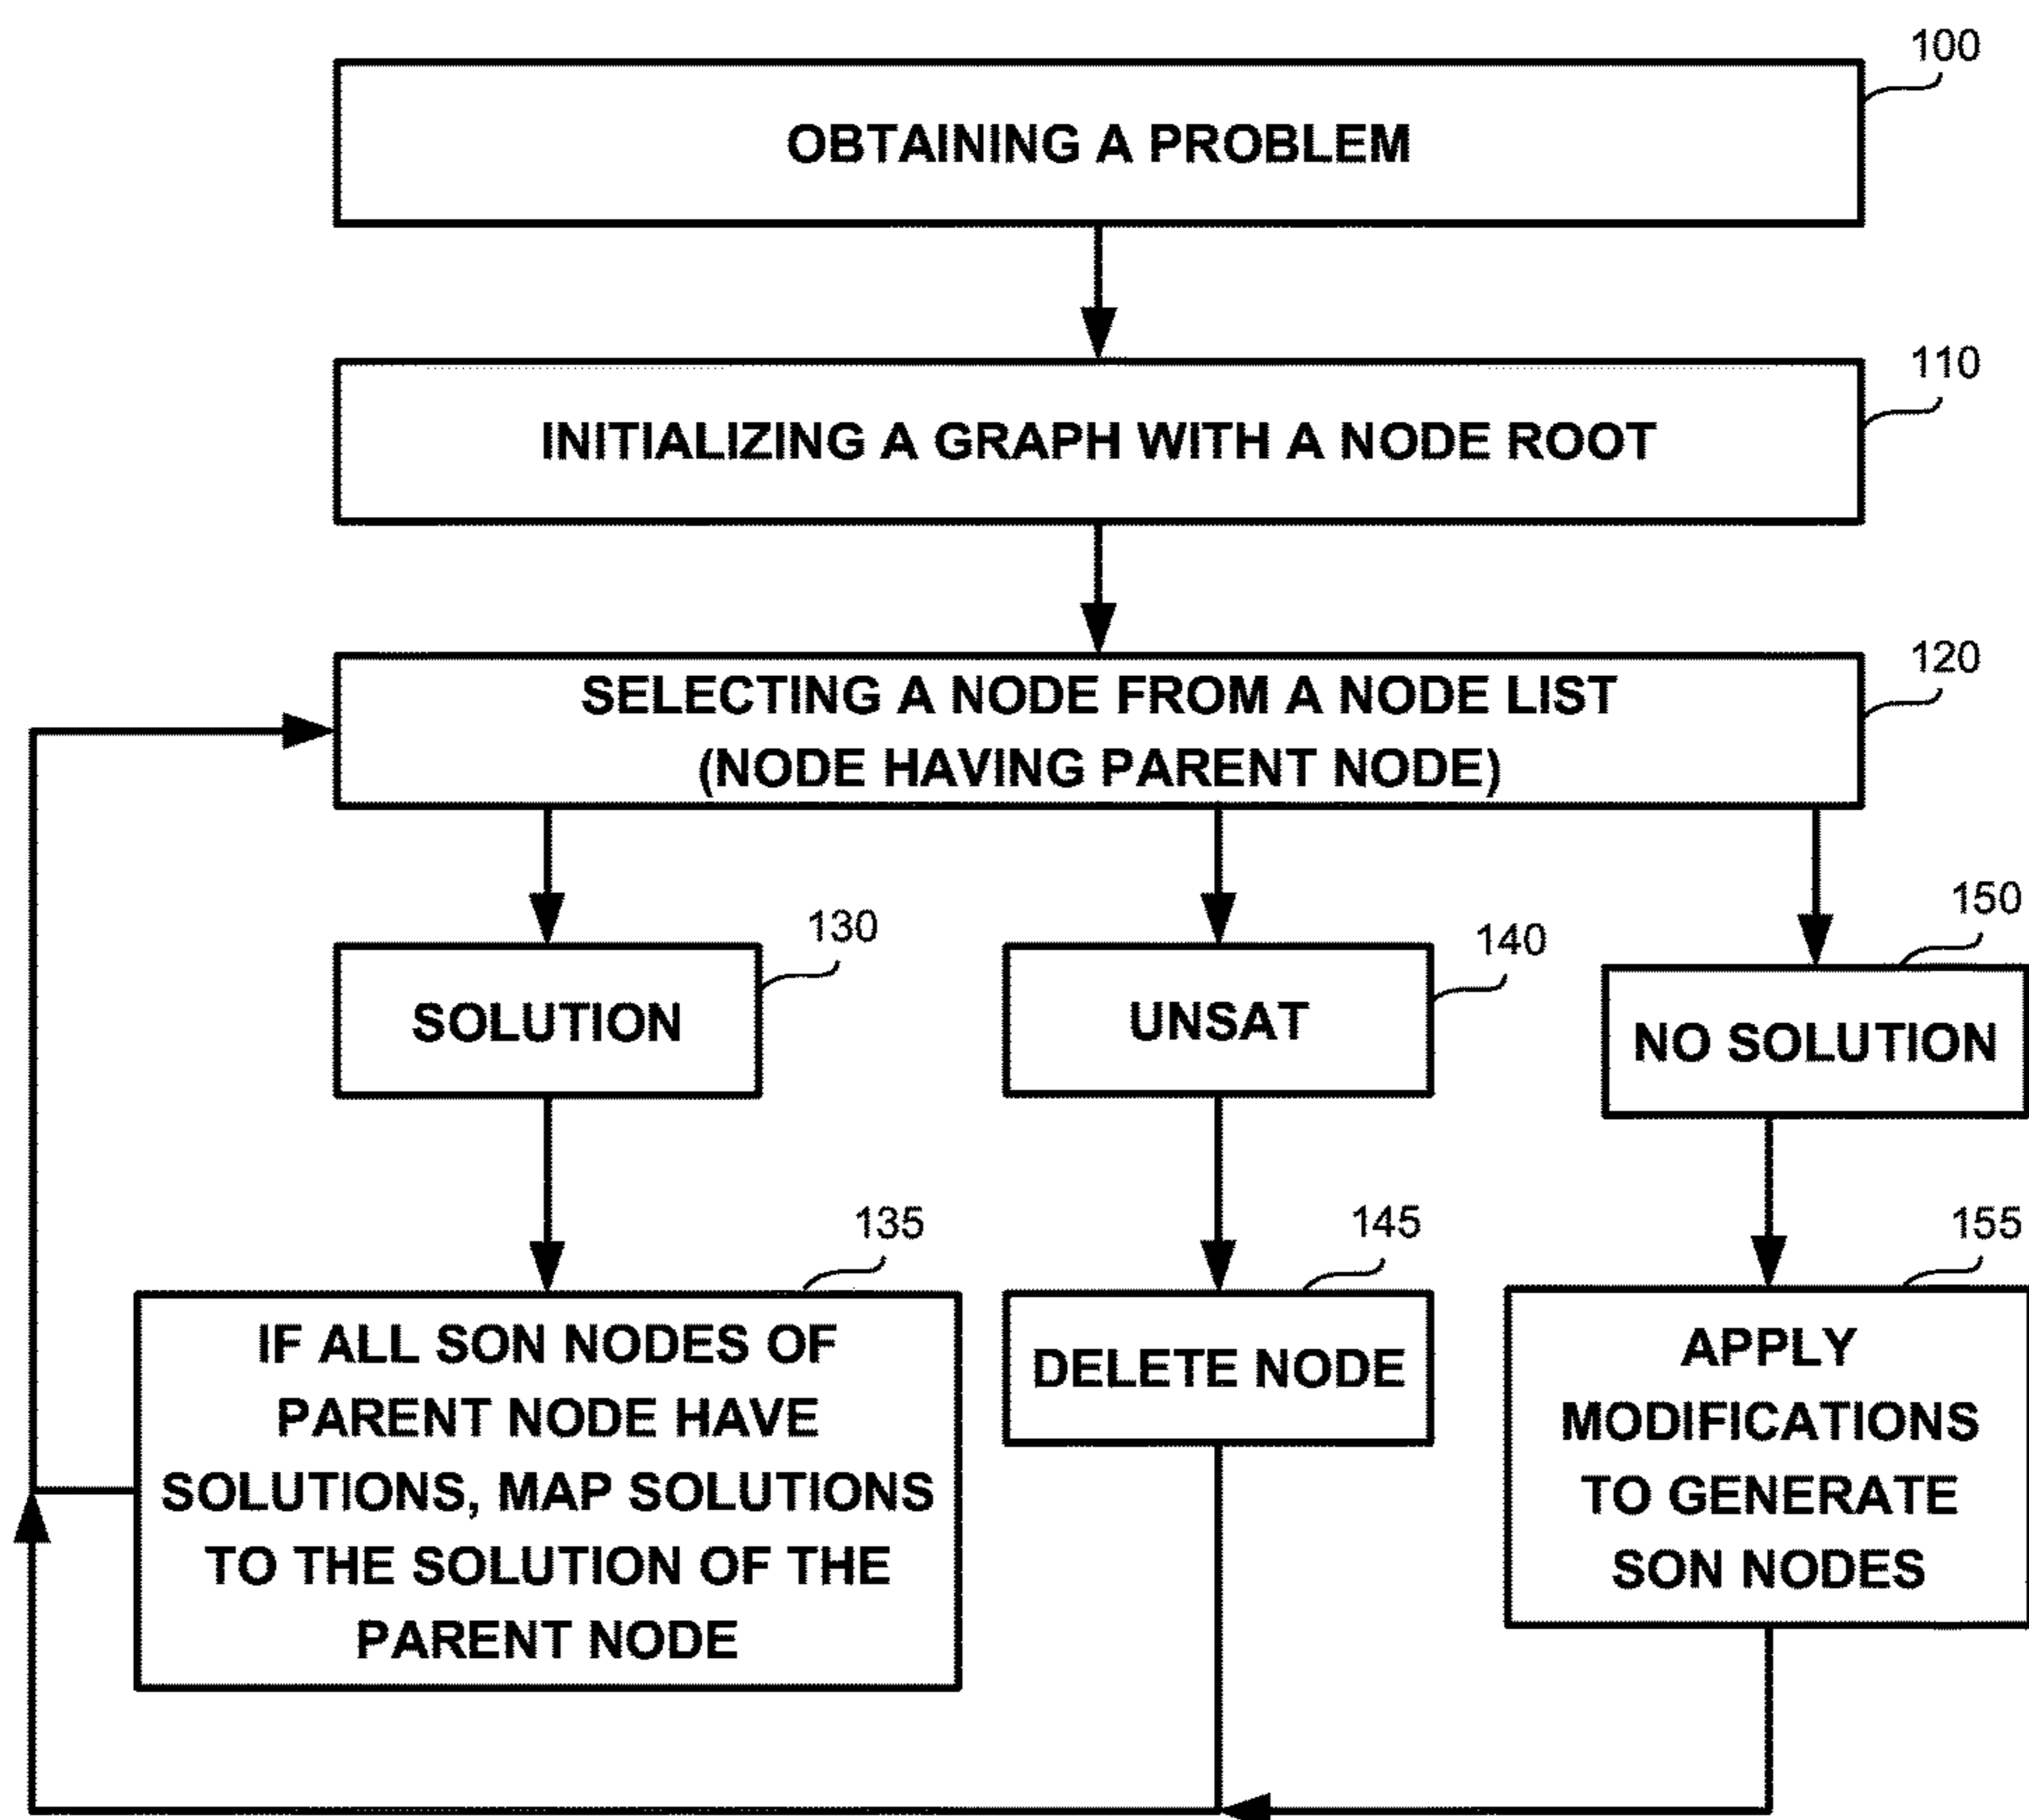 100
OBTAINING A PROBLEM
110
INITIALIZING A GRAPH WITH A NODE ROOT
120
SELECTING A NODE FROM A NODE LIST
(NODE HAVING PARENT NODE)
130
SOLUTION
140
UNSAT
150
NO SOLUTION
135
IF ALL SON NODES OF
PARENT NODE HAVE
SOLUTIONS, MAP SOLUTIONS
TO THE SOLUTION OF THE
PARENT NODE
145
DELETE NODE
155
APPLY
MODIFICATIONS
TO GENERATE
SON NODES